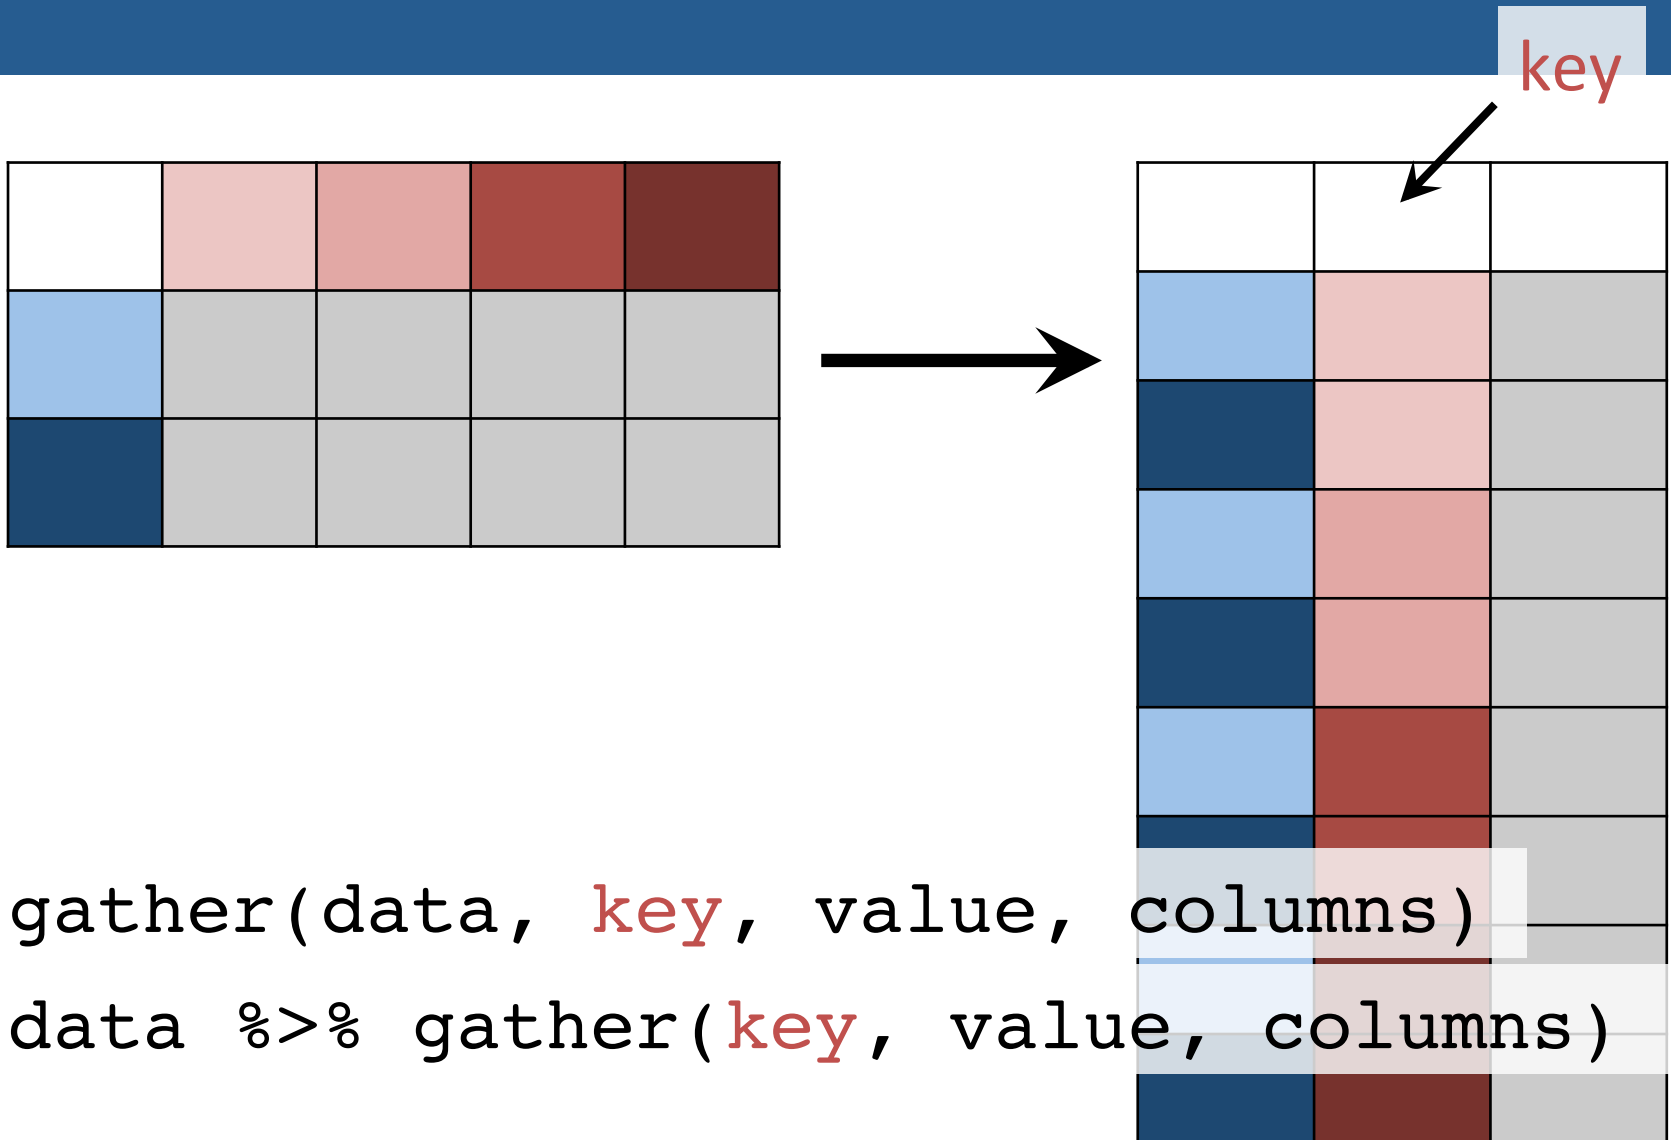 key
gather(data, key, value, columns)
data %>% gather(key, value, columns)